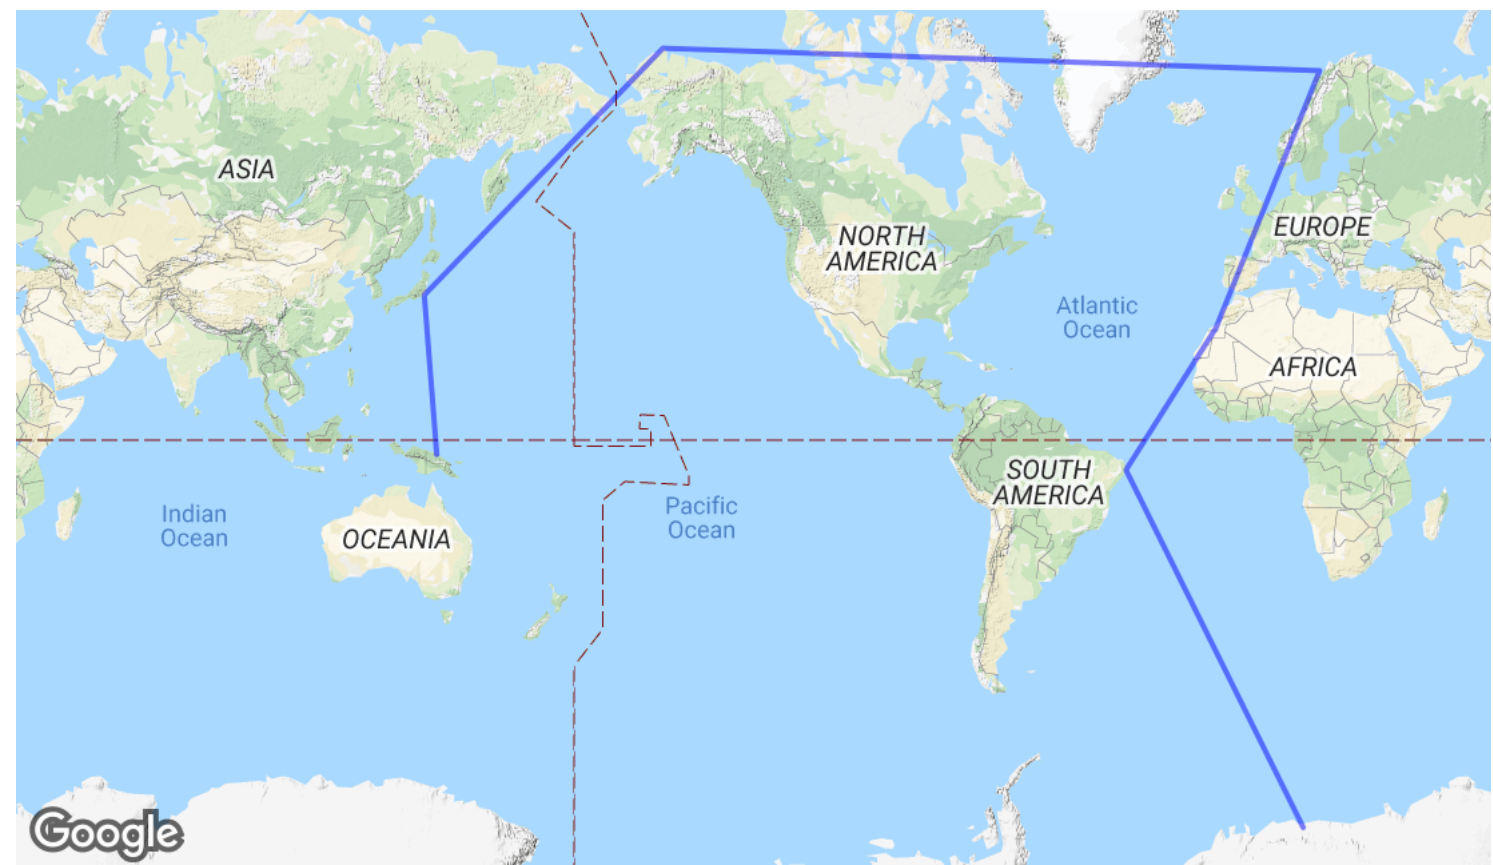 ASIA
NORTH
AMERICA
EUROPE
Atlantic
Ocean
AFRICA
SOUTH
AMERICA
Indian
Ocean
OCEANIA
Pacific
Ocean
Google